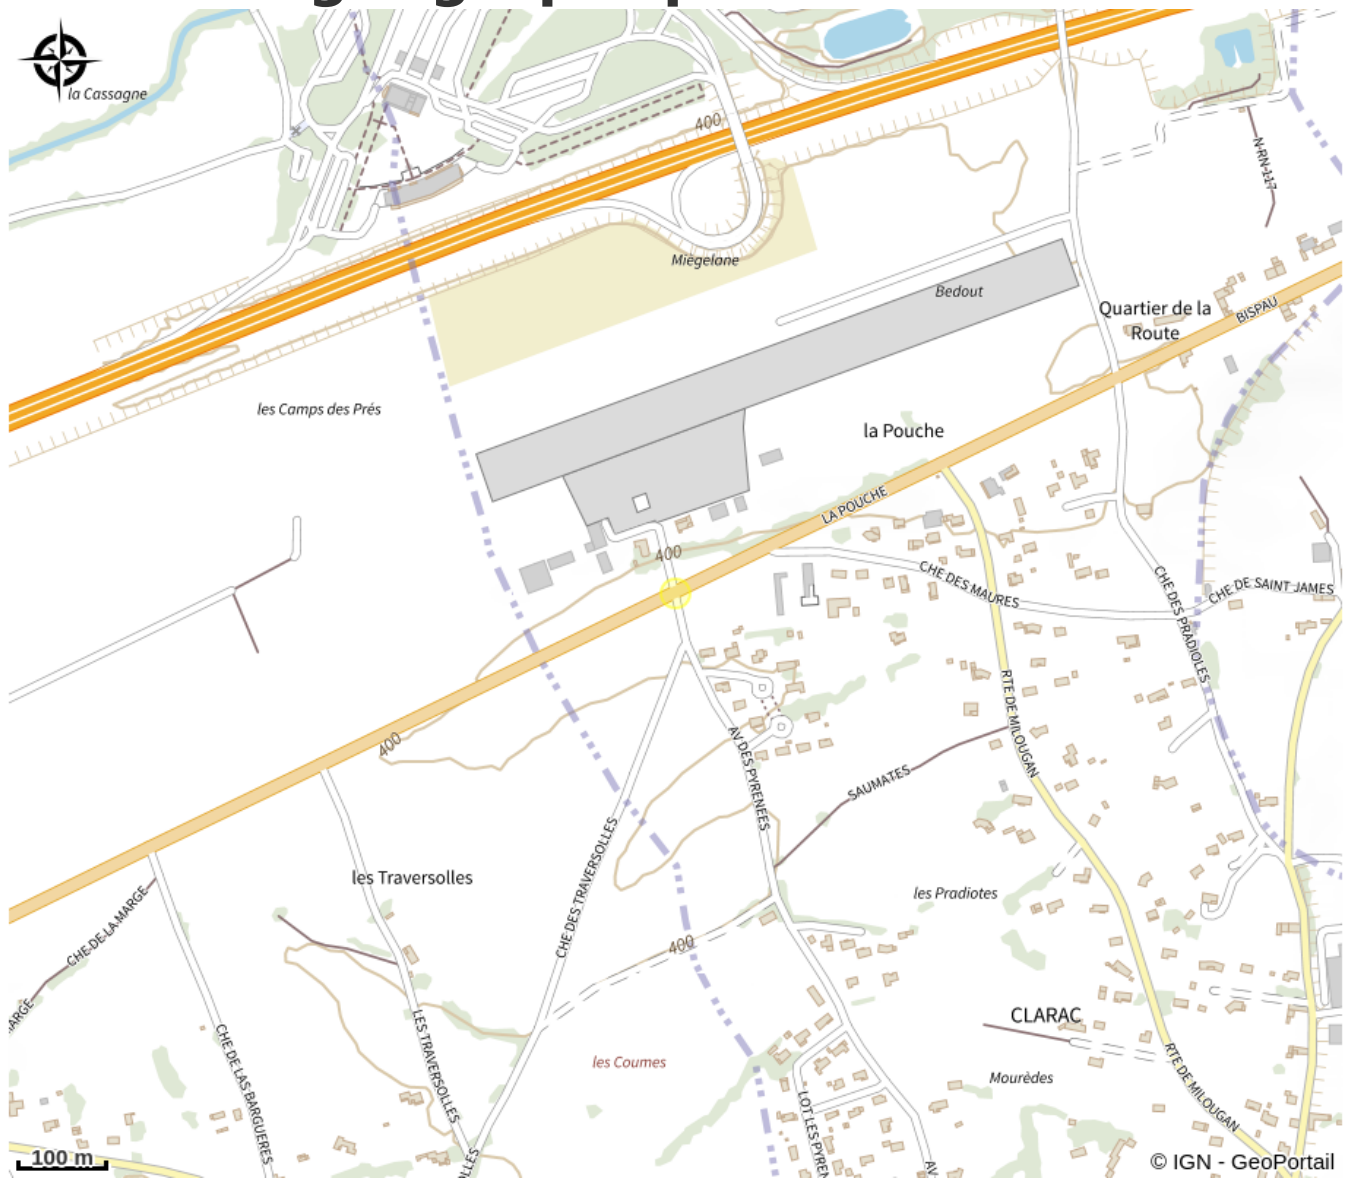 la Cassagne
400
N-RN-117
Miègelane
Bedout
Quartier de la
Route
BISPAU
les Camps des Prés
la Pouche
LA POUCHE
400
CHE DES MAURES
CHE DES PRADIOLES
CHE DE SAINT JAMES
RTE DE MILOUGAN
400
AV DES PYRENEES
SAUMATES
CHE DES TRAVERSOLLES
les Traversolles
les Pradiotes
CHE-DE-LA-MARGE
400
MARGE
CLARAC
CHE DE LAS BARGUERES
LES TRAVERSOLLES
les Coumes
Mourèdes
RTE DE MILOUGAN
LOT LES PYREN
OLLES
AV
100 m
© IGN - GeoPortail